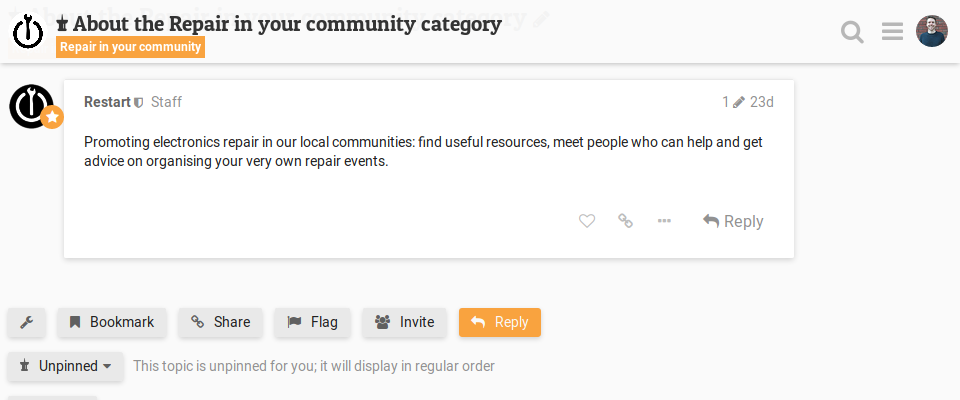 About the Repair in your community category
Repair in your community
Restart Staff
1 23d
Promoting electronics repair in our local communities: find useful resources, meet people who can help and get
advice on organising your very own repair events.
Reply
Bookmark
Share
Flag
Invite
Reply
Unpinned
This topic is unpinned for you; it will display in regular order